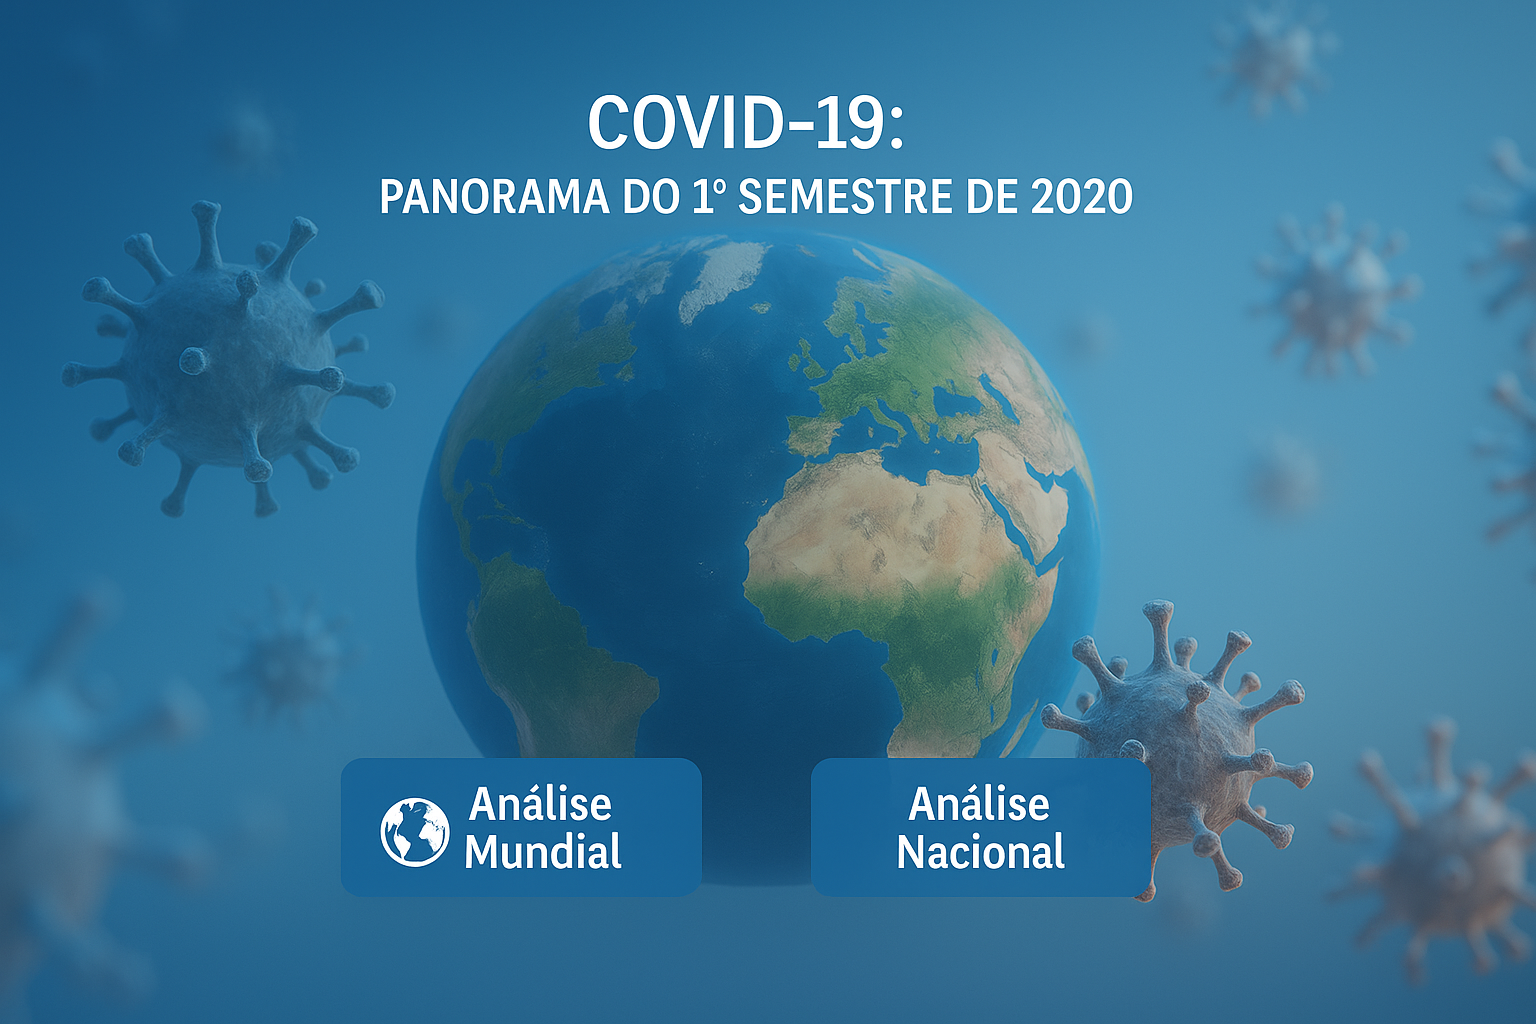 COVID-19:
PANORAMA DO 1º SEMESTRE DE 2020
Análise
Mundial
Análise
Nacional